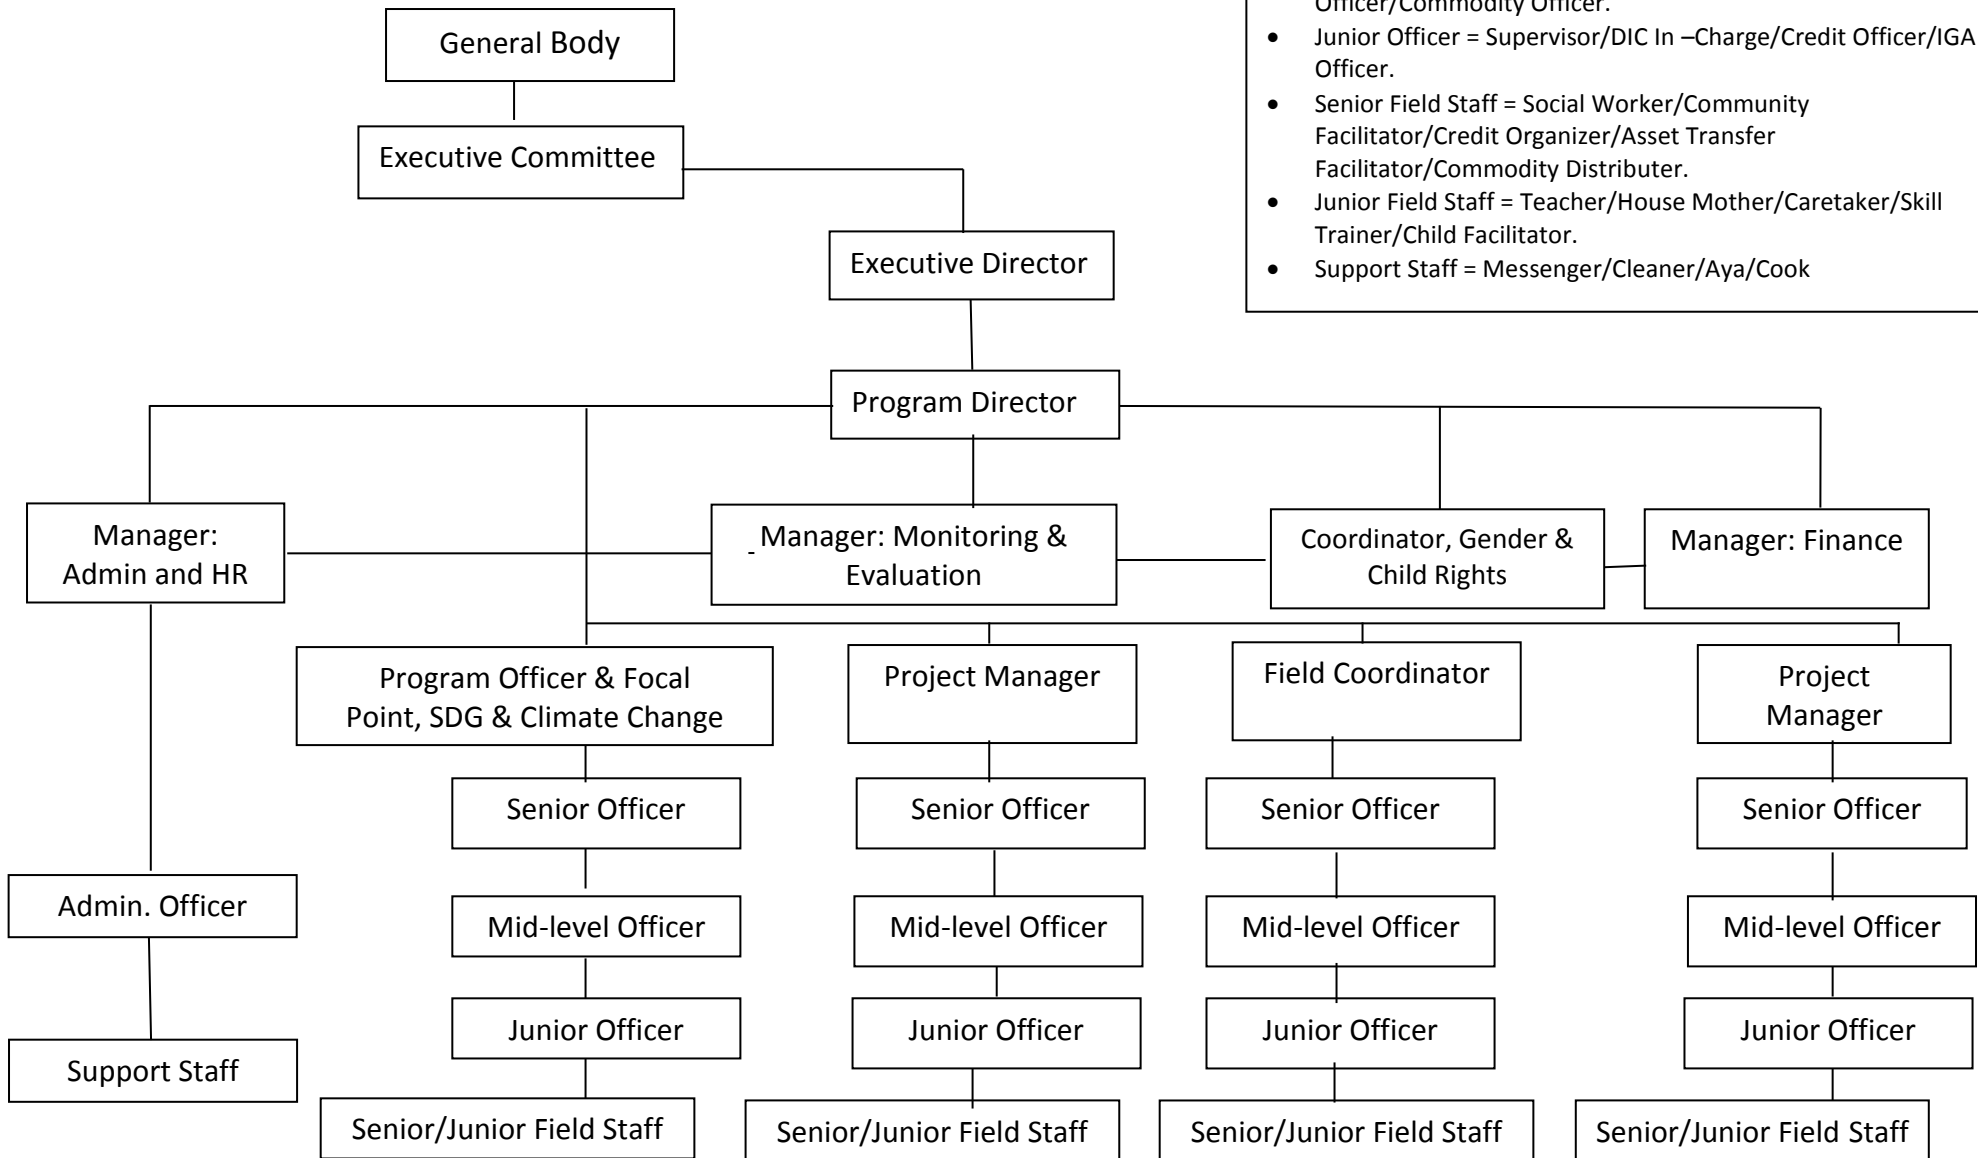 General Body
Executive Committee
Executive Director
Program Director
Officer/Commodity Officer.
• Junior Officer = Supervisor/DIC In –Charge/Credit Officer/IGA
Officer.
• Senior Field Staff = Social Worker/Community
Facilitator/Credit Organizer/Asset Transfer
Facilitator/Commodity Distributer.
• Junior Field Staff = Teacher/House Mother/Caretaker/Skill
Trainer/Child Facilitator.
• Support Staff = Messenger/Cleaner/Aya/Cook
Manager:
Admin and HR
Manager: Monitoring &
Evaluation
Coordinator, Gender &
Child Rights
Manager: Finance
Program Officer & Focal
Point, SDG & Climate Change
Project Manager
Field Coordinator
Project
Manager
Senior Officer
Senior Officer
Senior Officer
Senior Officer
Admin. Officer
Mid-level Officer
Mid-level Officer
Mid-level Officer
Mid-level Officer
Junior Officer
Junior Officer
Junior Officer
Junior Officer
Support Staff
Senior/Junior Field Staff
Senior/Junior Field Staff
Senior/Junior Field Staff
Senior/Junior Field Staff